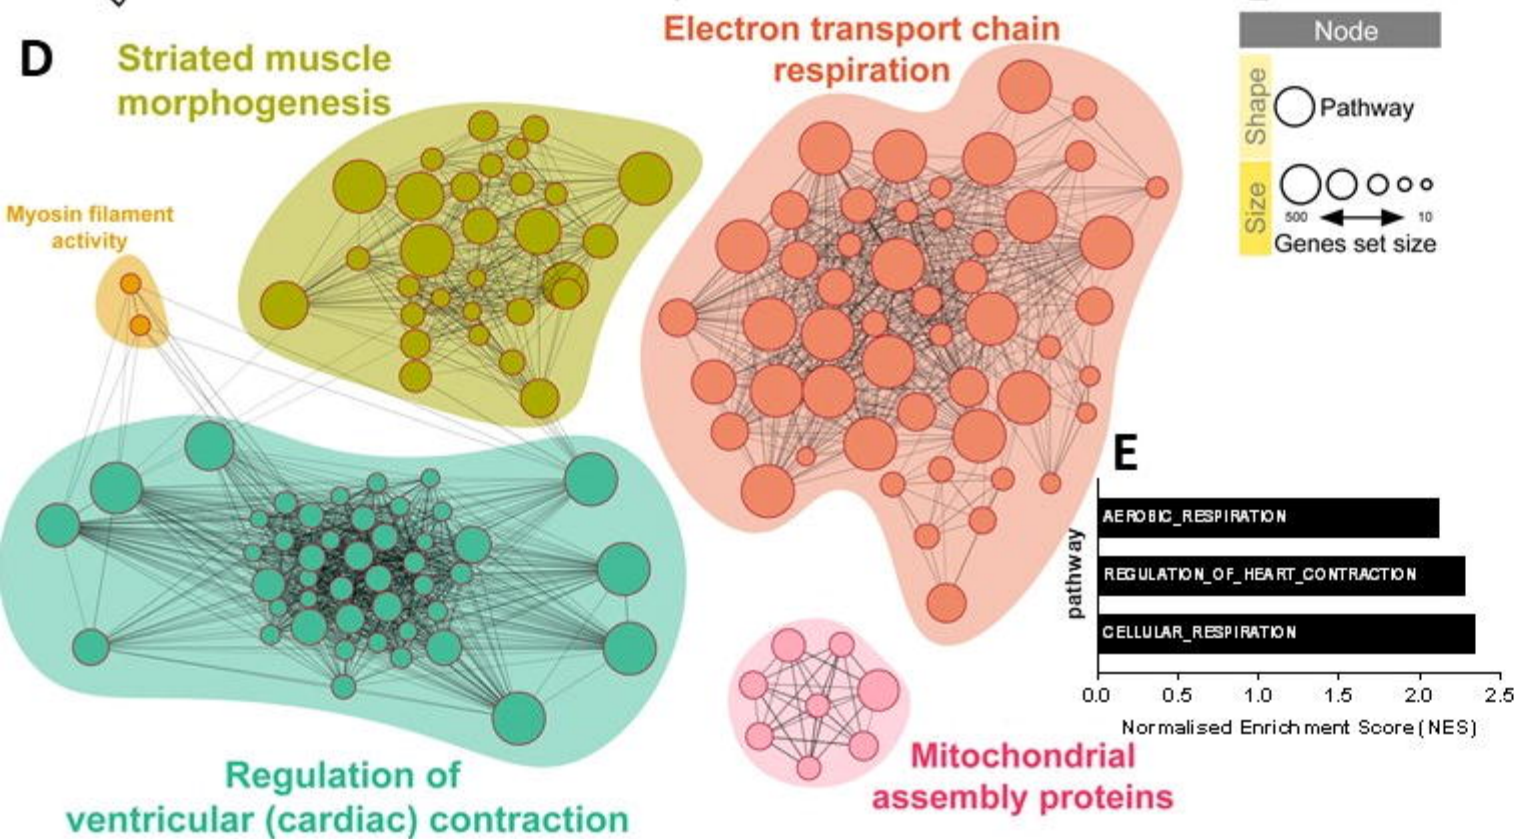 D
Striated muscle
morphogenesis
Electron transport chain
respiration
Node
Shape
Pathway
Size
500
10
Genes set size
Myosin filament
activity
E
pathway
AEROBIC_RESPIRATION
REGULATION_OF_HEART_CONTRACTION
CELLULAR_RESPIRATION
0.0 0.5 1.0 1.5 2.0 2.5
Normalised Enrichment Score (NES)
Mitochondrial
assembly proteins
Regulation of
ventricular (cardiac) contraction